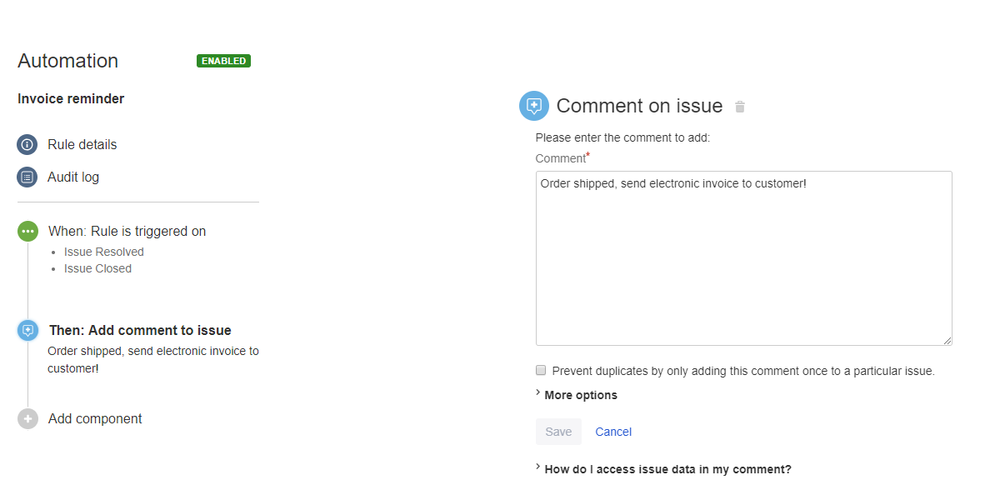 Automation
ENABLED
Invoice reminder
Rule details
Audit log
When: Rule is triggered on
Issue Resolved
Issue Closed
Then: Add comment to issue
Order shipped, send electronic invoice to
customer!
Add component
Comment on issue
Please enter the comment to add:
Comment*
Order shipped, send electronic invoice to customer!
Prevent duplicates by only adding this comment once to a particular issue.
More options
Save Cancel
How do I access issue data in my comment?